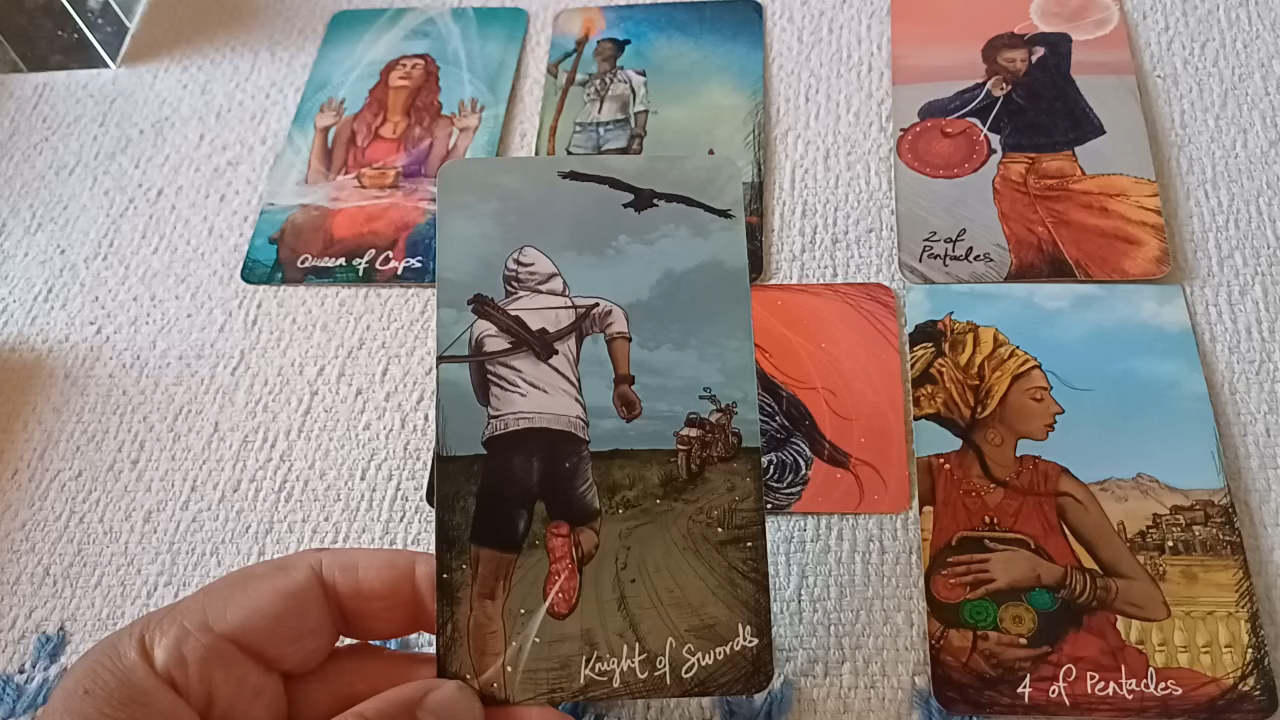 Queen of Cups
2 of
Pentacles
Knight of Swords
4 of Pentacles